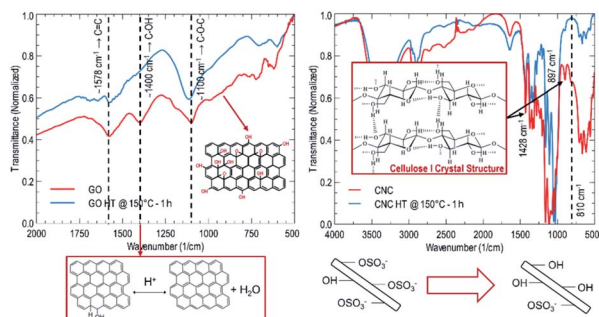 Transmittance (Normalized)
1.0
0.8
0.6
0.4
0.2
0.0
~1578 cm⁻¹ → C=C
~1400 cm⁻¹ → C-OH
~1109 cm⁻¹ → C-O-C
GO
GO HT @ 150°C - 1 h
2000
1500
1000
500
Wavenumber (1/cm)
H⁺
+ H₂O
Transmittance (Normalized)
1.0
0.8
0.6
0.4
0.2
0.0
Cellulose I Crystal Structure
1428 cm⁻¹
897 cm⁻¹
810 cm⁻¹
CNC
CNC HT @ 150°C - 1 h
4000
3500
3000
2500
2000
1500
1000
500
Wavenumber (1/cm)
OSO₃⁻
OH
OSO₃⁻
OSO₃⁻
OH
OH
OH
OSO₃⁻